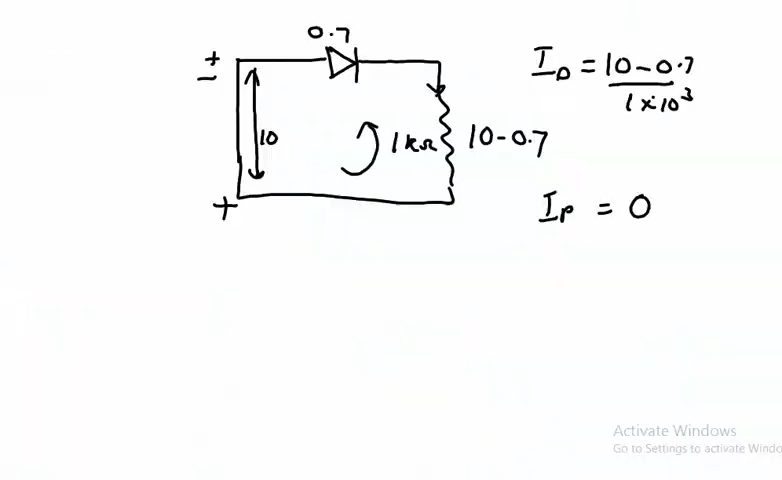 0.7
+
-
I_D = 10-0.7
1×10³
10
1kΩ
10-0.7
+
I_P = 0
Activate Windows
Go to Settings to activate Windo